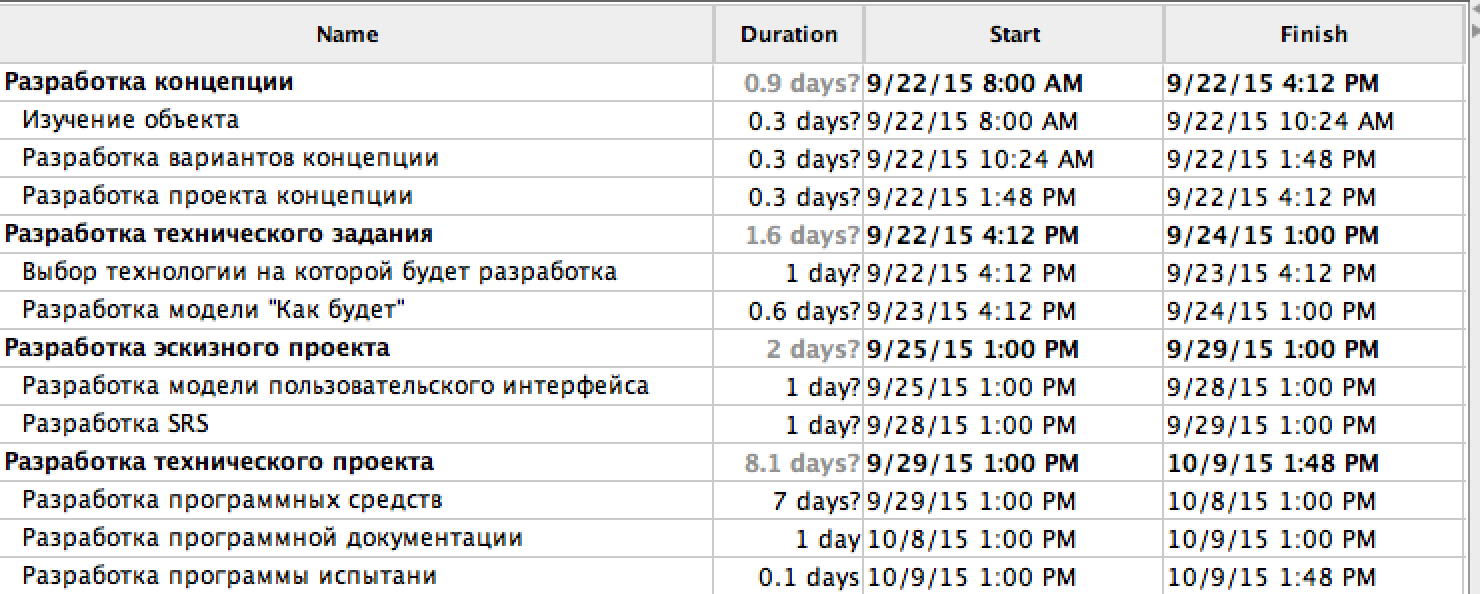 Name Duration Start Finish
Разработка концепции 0.9 days? 9/22/15 8:00 AM 9/22/15 4:12 PM
Изучение объекта 0.3 days? 9/22/15 8:00 AM 9/22/15 10:24 AM
Разработка вариантов концепции 0.3 days? 9/22/15 10:24 AM 9/22/15 1:48 PM
Разработка проекта концепции 0.3 days? 9/22/15 1:48 PM 9/22/15 4:12 PM
Разработка технического задания 1.6 days? 9/22/15 4:12 PM 9/24/15 1:00 PM
Выбор технологии на которой будет разработка 1 day? 9/22/15 4:12 PM 9/23/15 4:12 PM
Разработка модели "Как будет" 0.6 days? 9/23/15 4:12 PM 9/24/15 1:00 PM
Разработка эскизного проекта 2 days? 9/25/15 1:00 PM 9/29/15 1:00 PM
Разработка модели пользовательского интерфейса 1 day? 9/25/15 1:00 PM 9/28/15 1:00 PM
Разработка SRS 1 day? 9/28/15 1:00 PM 9/29/15 1:00 PM
Разработка технического проекта 8.1 days? 9/29/15 1:00 PM 10/9/15 1:48 PM
Разработка программных средств 7 days? 9/29/15 1:00 PM 10/8/15 1:00 PM
Разработка программной документации 1 day 10/8/15 1:00 PM 10/9/15 1:00 PM
Разработка программы испытани 0.1 days 10/9/15 1:00 PM 10/9/15 1:48 PM